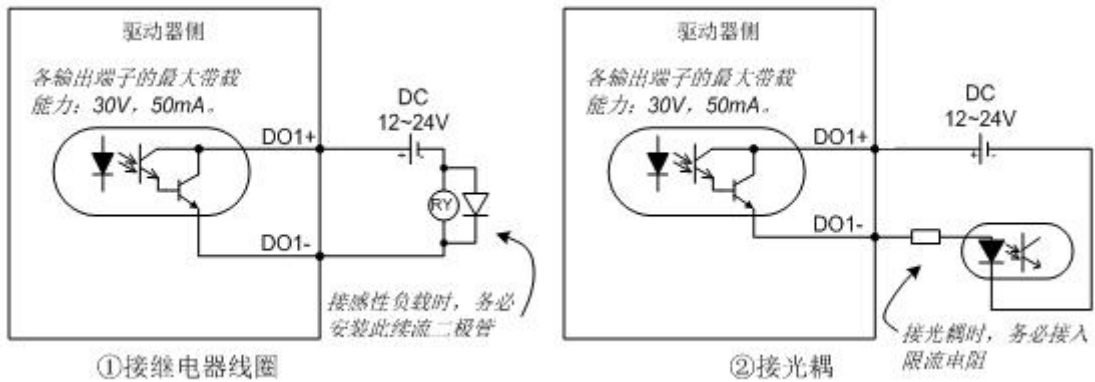 驱动器侧
各输出端子的最大带载
能力：30V，50mA。
DO1+
DC
12~24V
+ -
RY
DO1-
接感性负载时，务必
安装此续流二极管
①接继电器线圈
驱动器侧
各输出端子的最大带载
能力：30V，50mA。
DO1+
DC
12~24V
+ -
DO1-
接光耦时，务必接入
限流电阻
②接光耦